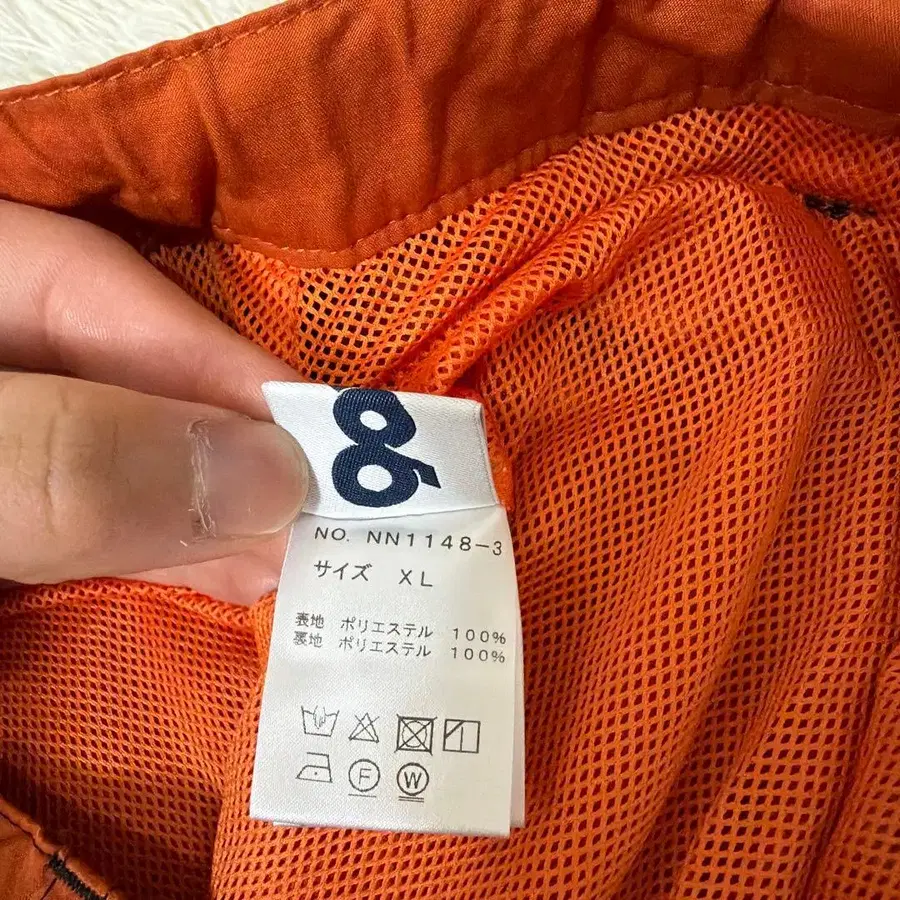 NO. NN1148-3
サイズ XL
表地 ポリエステル 100%
裏地 ポリエステル 100%
F
W